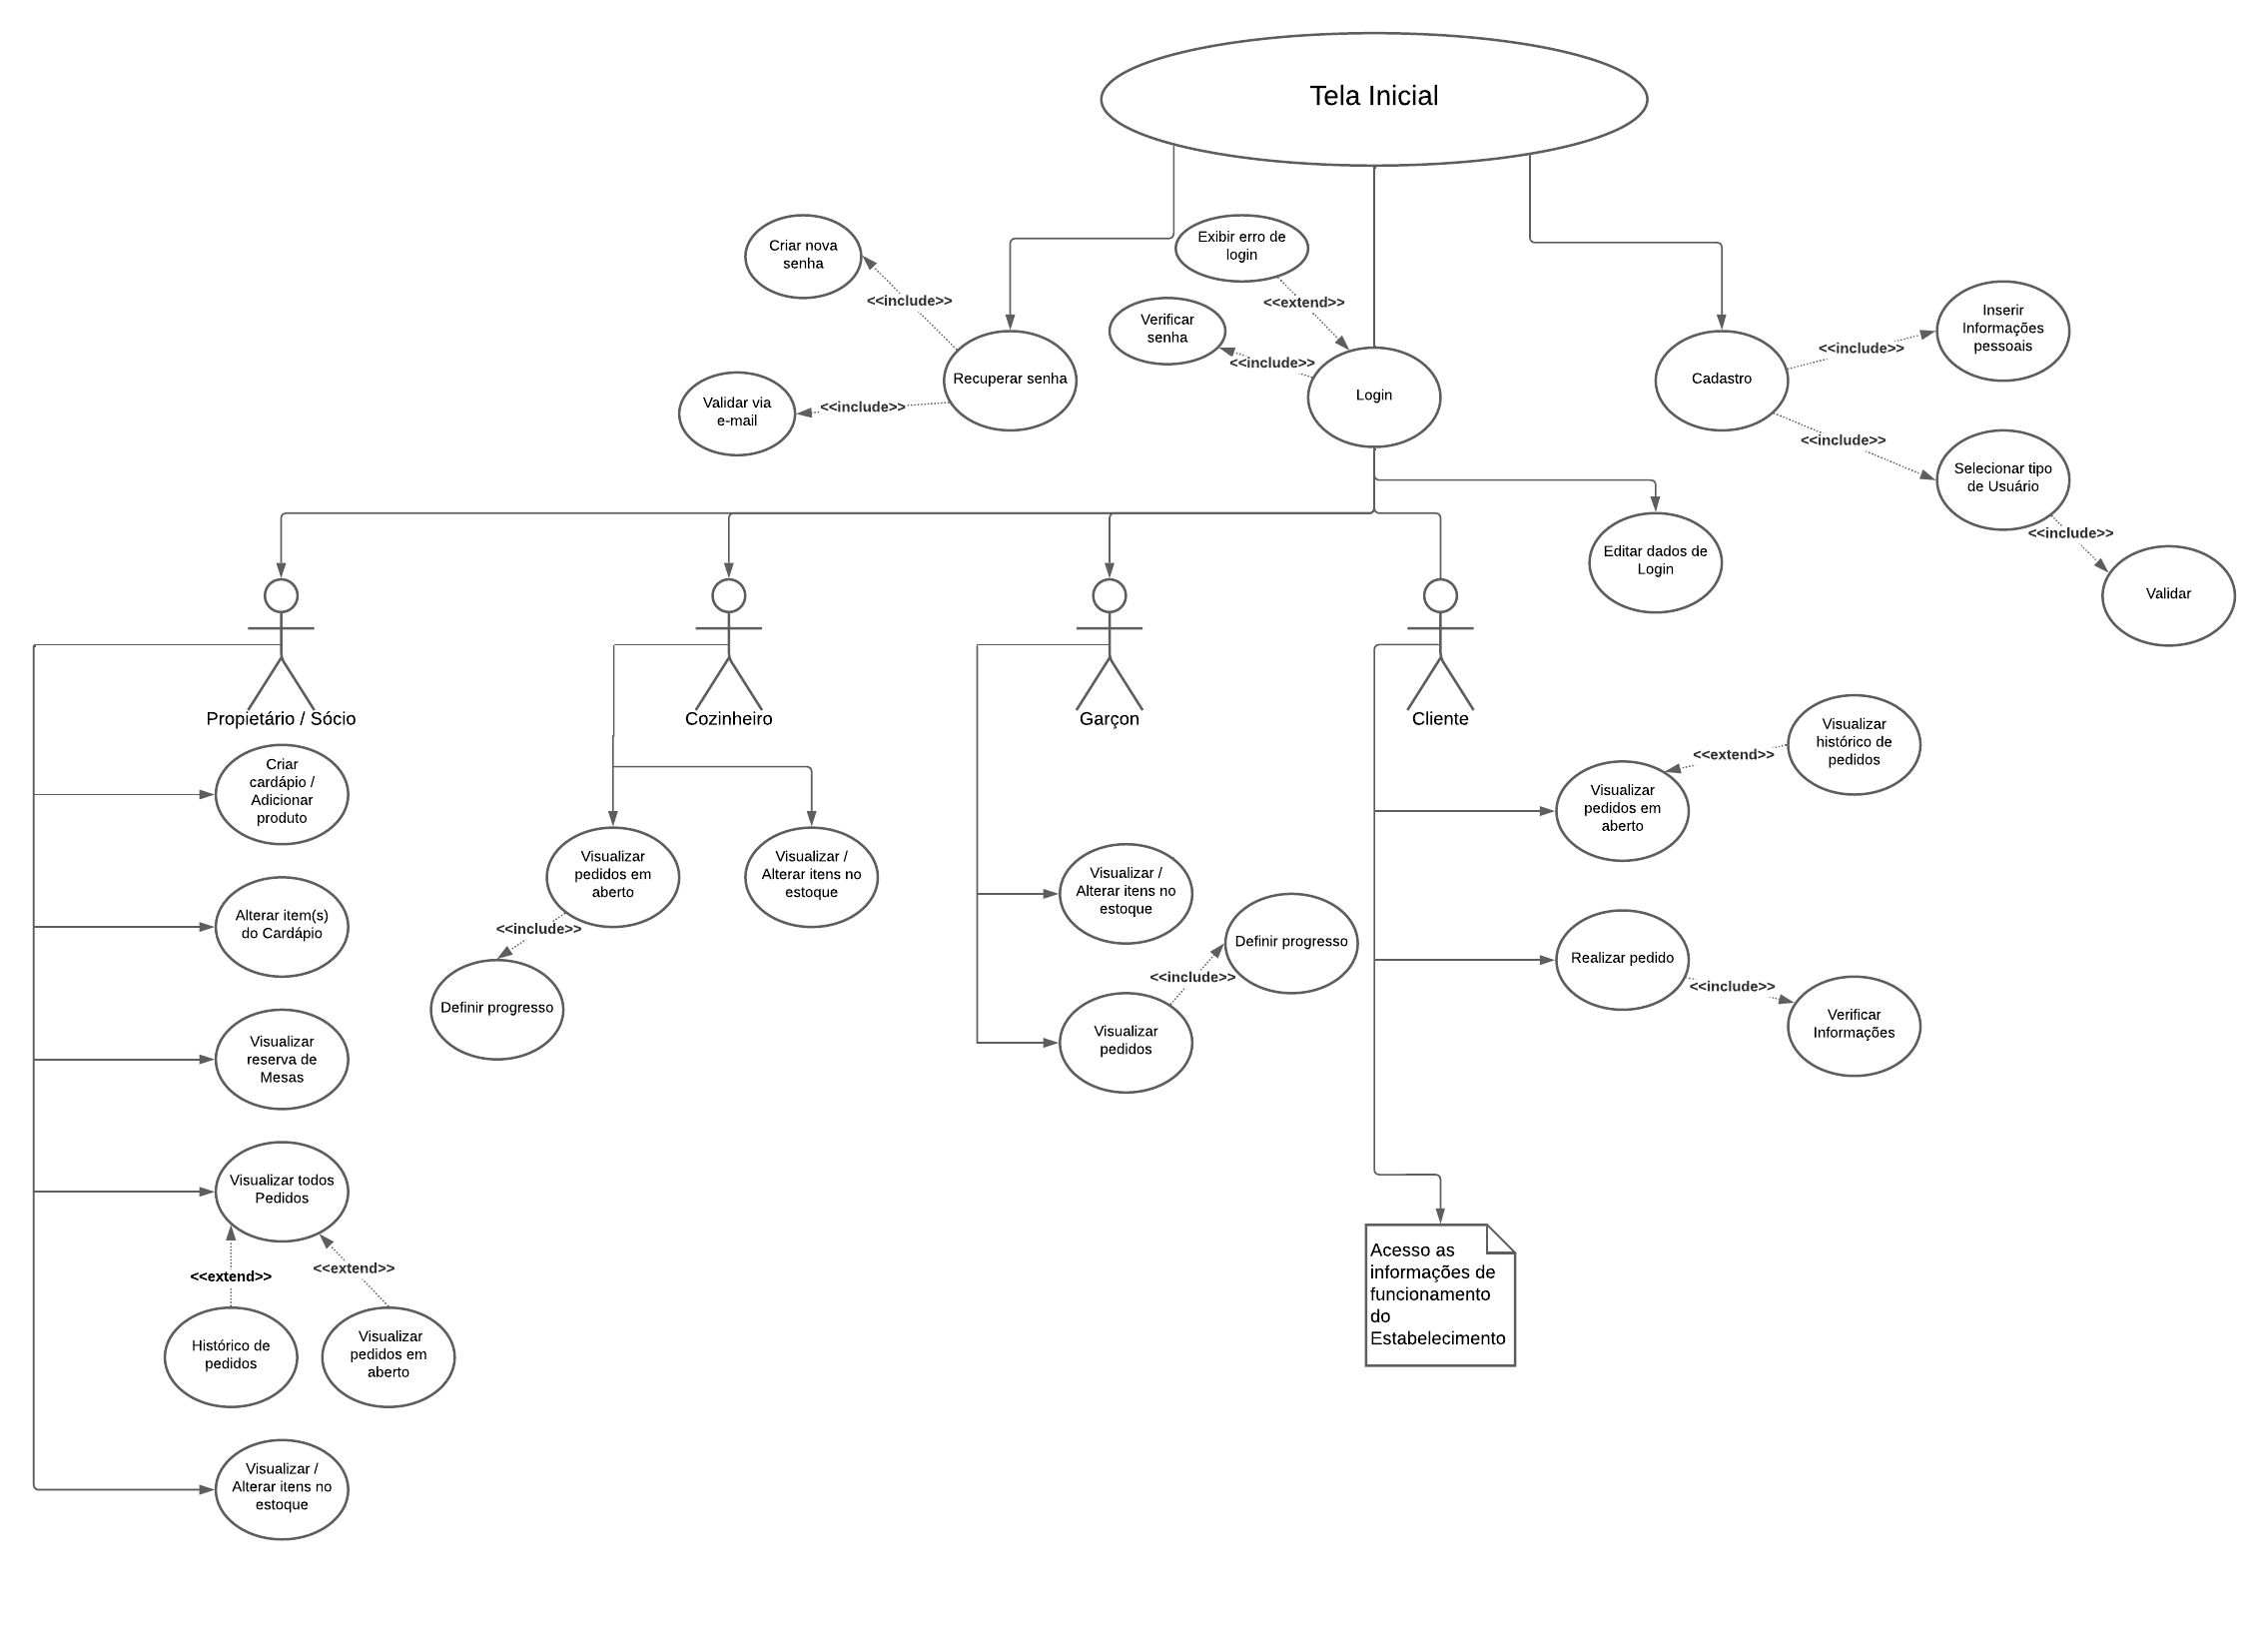 Tela Inicial
Criar nova
senha
<<include>>
Recuperar senha
Validar via
e-mail
<<include>>
Exibir erro de
login
<<extend>>
Verificar
senha
<<include>>
Login
Cadastro
<<include>>
Inserir
Informações
pessoais
<<include>>
Selecionar tipo
de Usuário
<<include>>
Validar
Editar dados de
Login
Propietário / Sócio
Criar
cardápio /
Adicionar
produto
Alterar item(s)
do Cardápio
Visualizar
reserva de
Mesas
Visualizar todos
Pedidos
<<extend>>
<<extend>>
Histórico de
pedidos
Visualizar
pedidos em
aberto
Visualizar /
Alterar itens no
estoque
Cozinheiro
Visualizar
pedidos em
aberto
Visualizar /
Alterar itens no
estoque
<<include>>
Definir progresso
Garçon
Visualizar /
Alterar itens no
estoque
Definir progresso
<<include>>
Visualizar
pedidos
Cliente
Visualizar
histórico de
pedidos
<<extend>>
Visualizar
pedidos em
aberto
Realizar pedido
<<include>>
Verificar
Informações
Acesso as
informações de
funcionamento
do
Estabelecimento